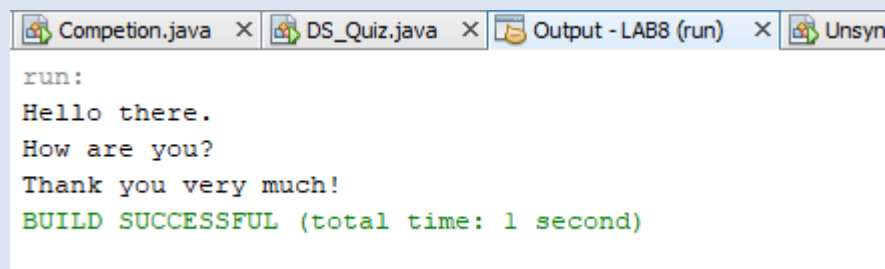 Competion.java DS_Quiz.java Output - LAB8 (run) Unsyn
run:
Hello there.
How are you?
Thank you very much!
BUILD SUCCESSFUL (total time: 1 second)